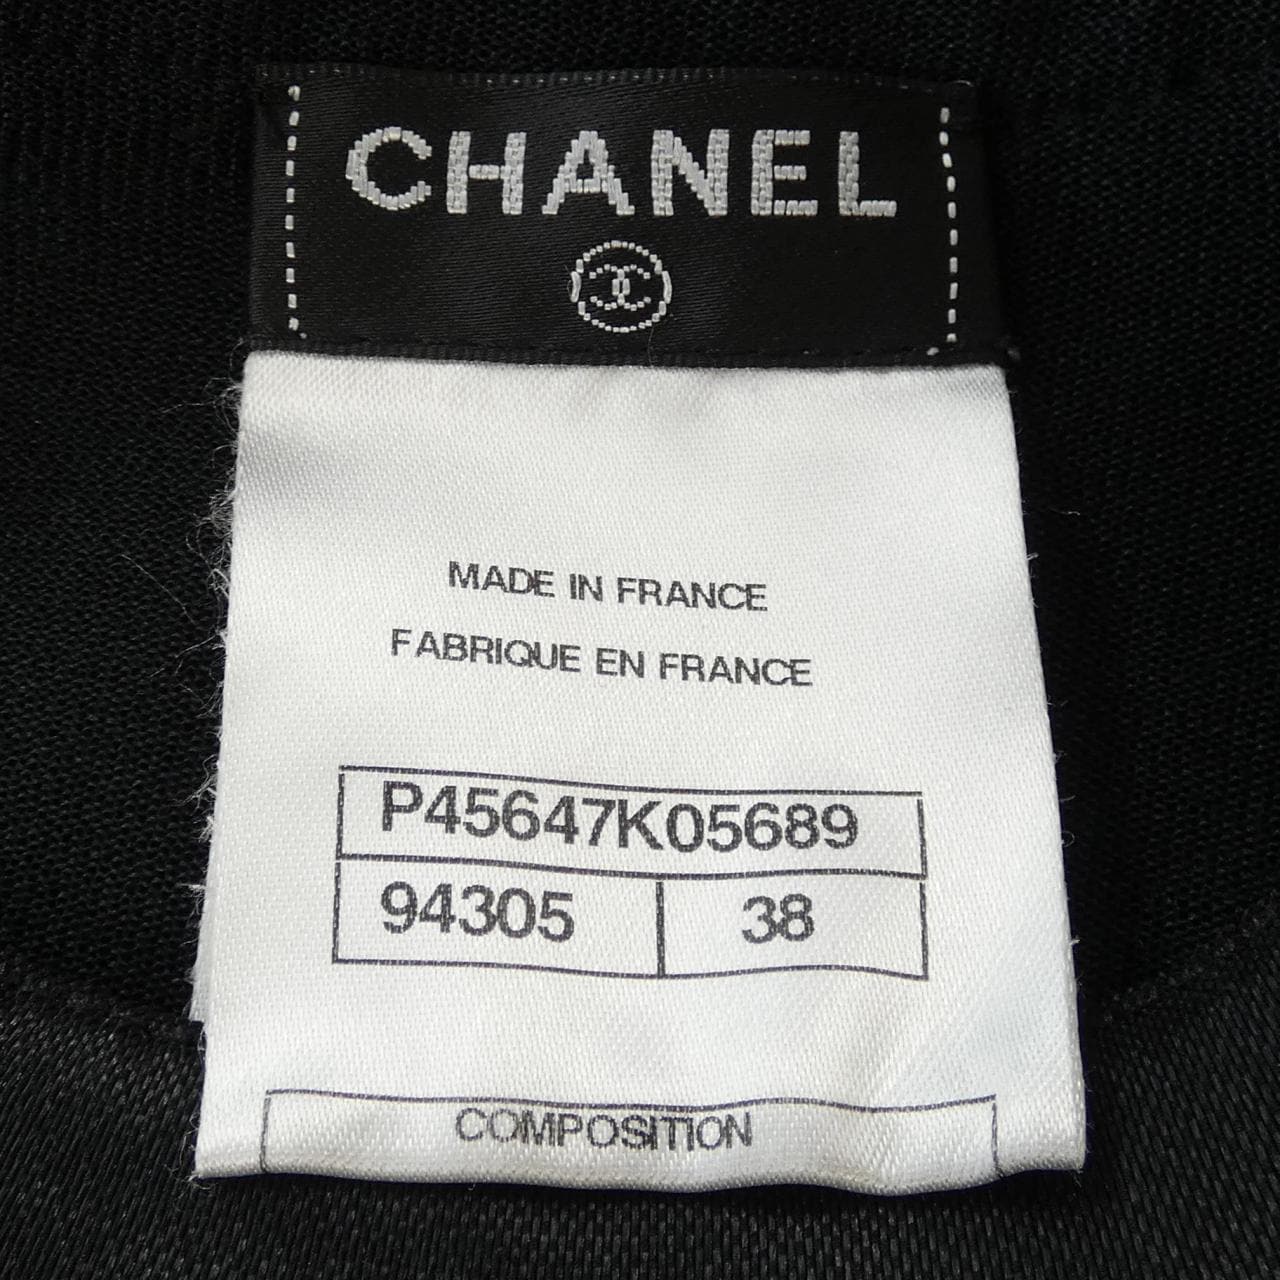 CHANEL
MADE IN FRANCE
FABRIQUE EN FRANCE
P45647K05689
94305 38
COMPOSITION